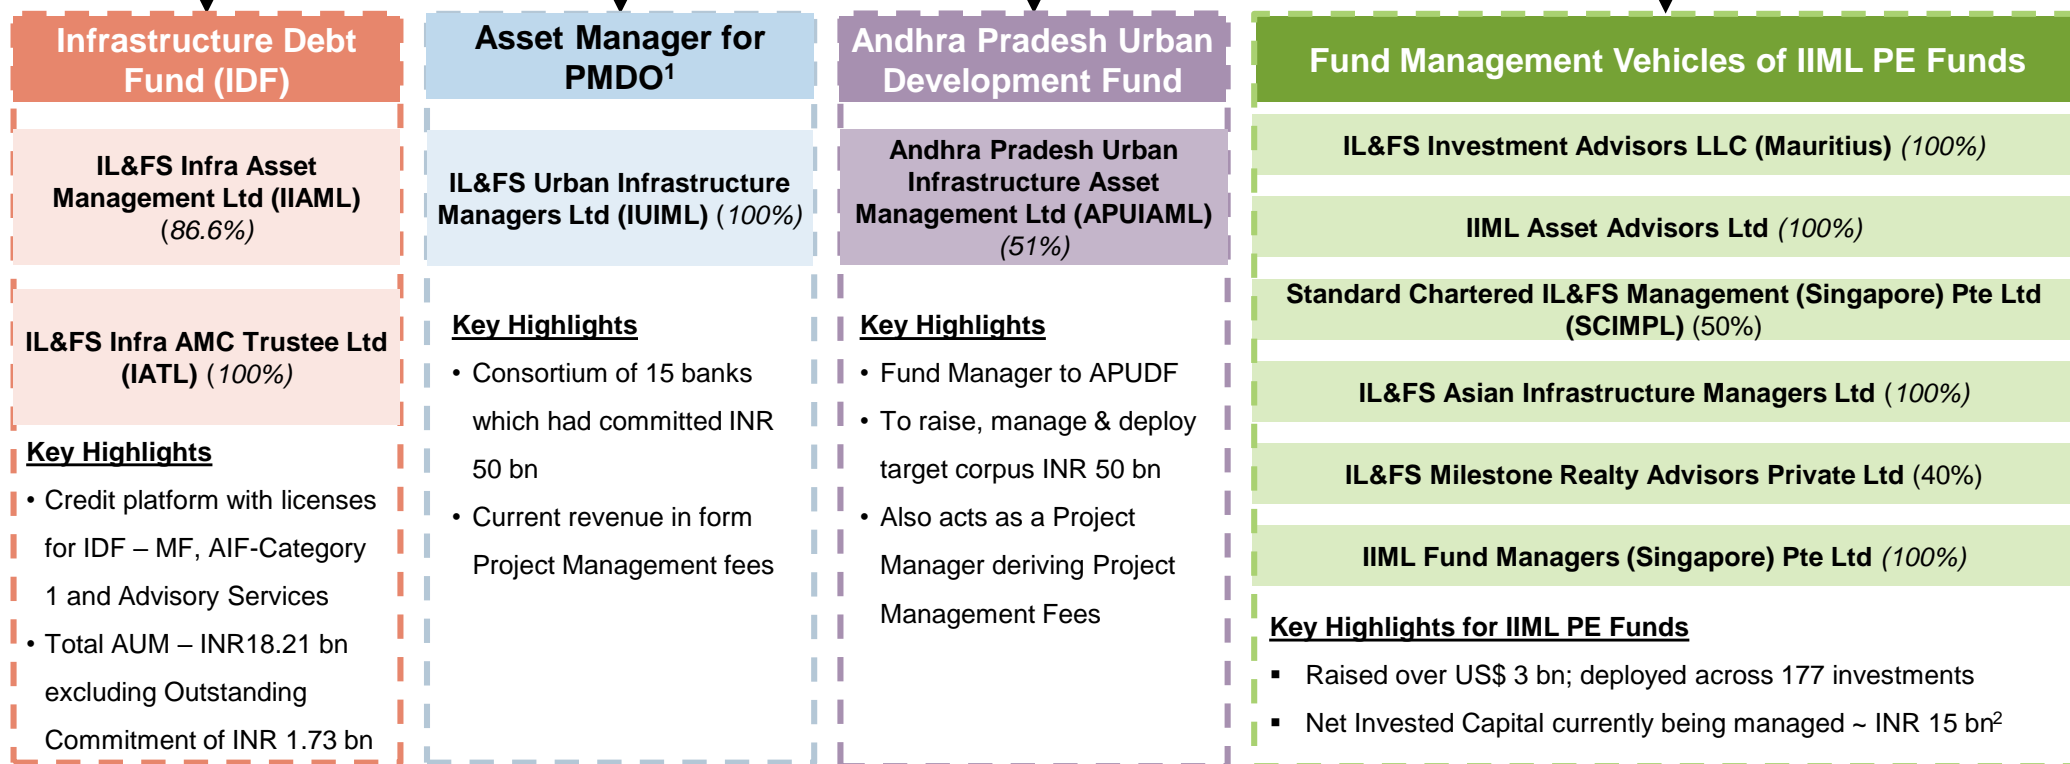 Infrastructure Debt
Fund (IDF)
IL&FS Infra Asset
Management Ltd (IIAML)
(86.6%)
IL&FS Infra AMC Trustee Ltd
(IATL) (100%)
Key Highlights
• Credit platform with licenses
for IDF – MF, AIF-Category
1 and Advisory Services
• Total AUM – INR18.21 bn
excluding Outstanding
Commitment of INR 1.73 bn
Asset Manager for
PMDO¹
IL&FS Urban Infrastructure
Managers Ltd (IUIML) (100%)
Key Highlights
• Consortium of 15 banks
which had committed INR
50 bn
• Current revenue in form
Project Management fees
Andhra Pradesh Urban
Development Fund
Andhra Pradesh Urban
Infrastructure Asset
Management Ltd (APUIAML)
(51%)
Key Highlights
• Fund Manager to APUDF
• To raise, manage & deploy
target corpus INR 50 bn
• Also acts as a Project
Manager deriving Project
Management Fees
Fund Management Vehicles of IIML PE Funds
IL&FS Investment Advisors LLC (Mauritius) (100%)
IIML Asset Advisors Ltd (100%)
Standard Chartered IL&FS Management (Singapore) Pte Ltd
(SCIMPL) (50%)
IL&FS Asian Infrastructure Managers Ltd (100%)
IL&FS Milestone Realty Advisors Private Ltd (40%)
IIML Fund Managers (Singapore) Pte Ltd (100%)
Key Highlights for IIML PE Funds
▪ Raised over US$ 3 bn; deployed across 177 investments
▪ Net Invested Capital currently being managed ~ INR 15 bn²